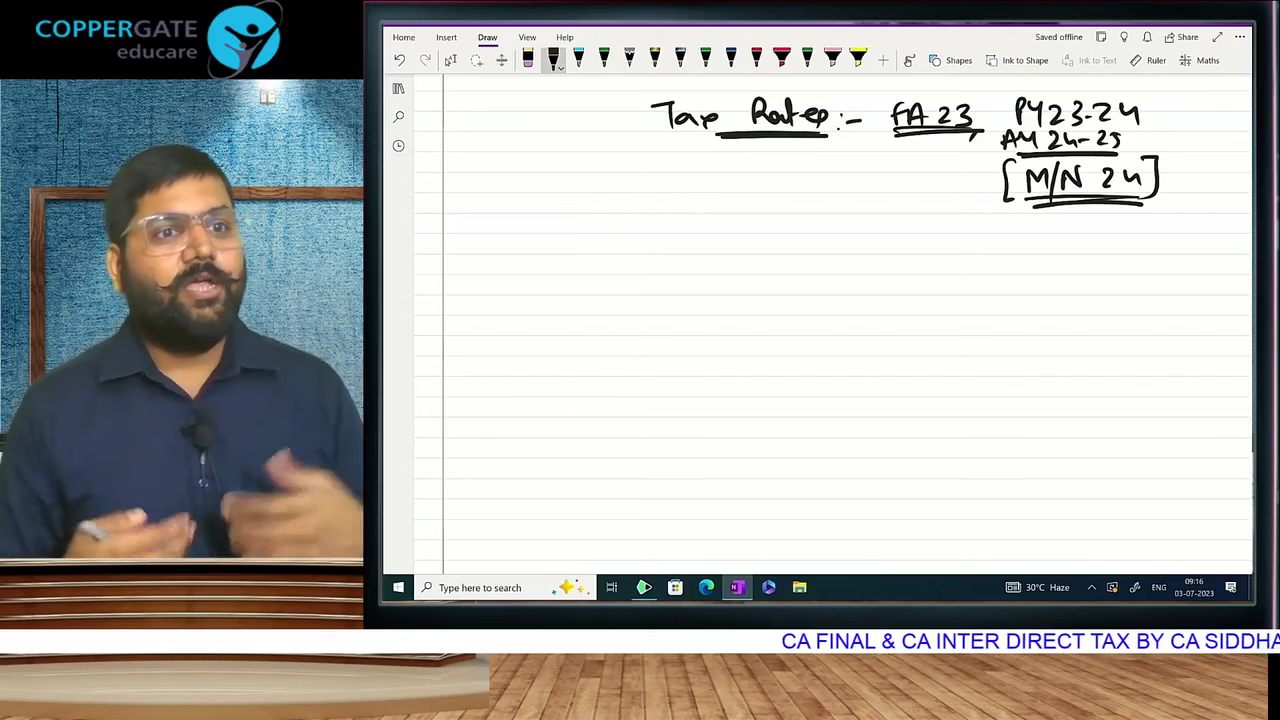 COPPERGATE
educare
Home Insert Draw View Help
Saved offline
Share
Shapes
Ink to Shape
Ink to Text
Ruler
Maths
Tax Rates :- FA 23 PY 23-24
AY 24-25
[M/N 24]
Type here to search
30°C Haze
ENG
09:16
03-07-2023
CA FINAL & CA INTER DIRECT TAX BY CA SIDDHA